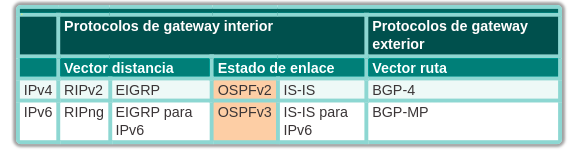 Protocolos de gateway interior Protocolos de gateway
exterior
Vector distancia Estado de enlace Vector ruta
IPv4 RIPv2 EIGRP OSPFv2 IS-IS BGP-4
IPv6 RIPng EIGRP para OSPFv3 IS-IS para BGP-MP
IPv6 IPv6